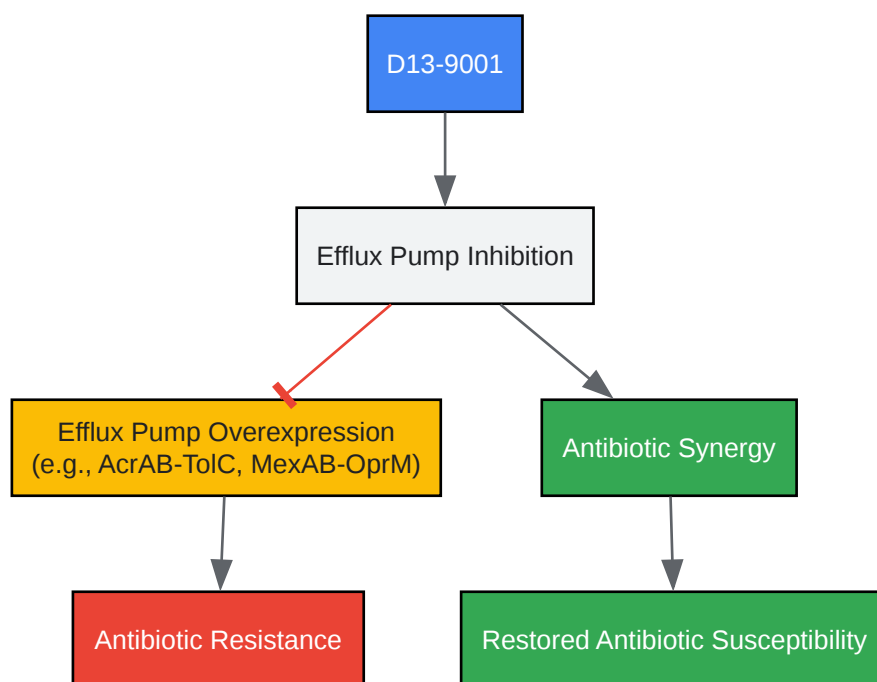 D13-9001
Efflux Pump Inhibition
Efflux Pump Overexpression
(e.g., AcrAB-TolC, MexAB-OprM)
Antibiotic Synergy
Antibiotic Resistance
Restored Antibiotic Susceptibility